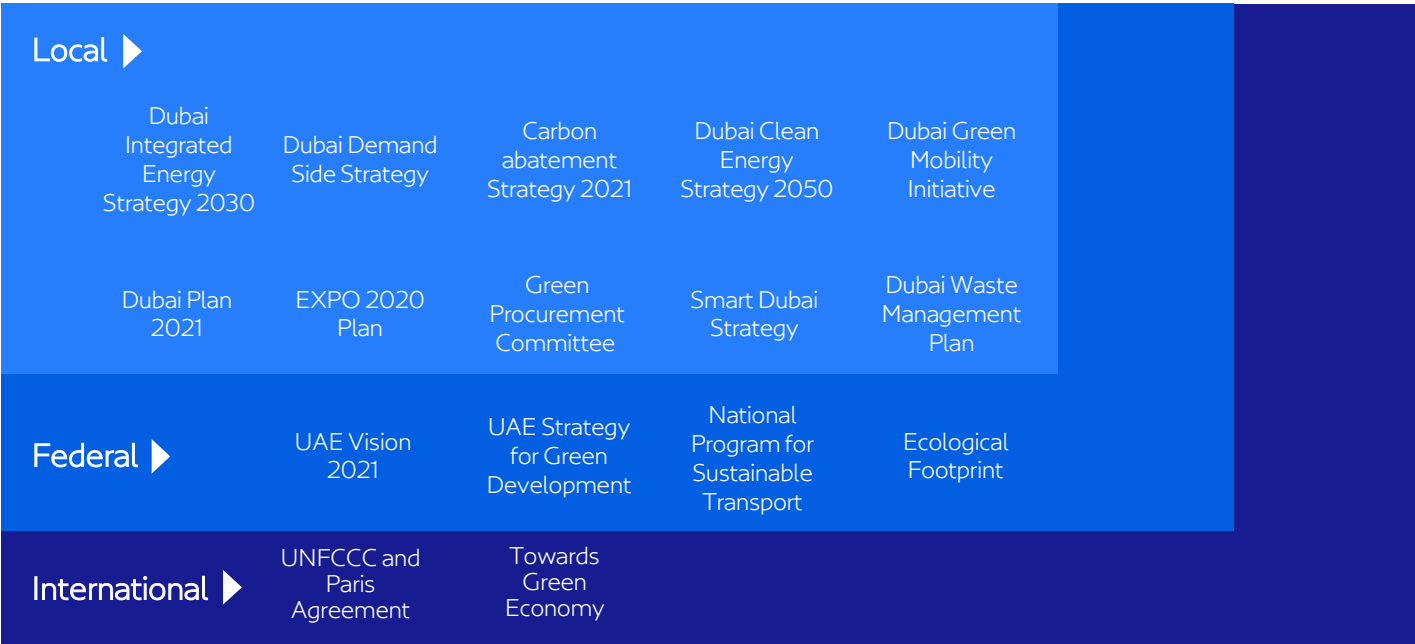 Local
Dubai
Integrated
Energy
Strategy 2030
Dubai Demand
Side Strategy
Carbon
abatement
Strategy 2021
Dubai Clean
Energy
Strategy 2050
Dubai Green
Mobility
Initiative
Dubai Plan
2021
EXPO 2020
Plan
Green
Procurement
Committee
Smart Dubai
Strategy
Dubai Waste
Management
Plan
Federal
UAE Vision
2021
UAE Strategy
for Green
Development
National
Program for
Sustainable
Transport
Ecological
Footprint
International
UNFCCC and
Paris
Agreement
Towards
Green
Economy